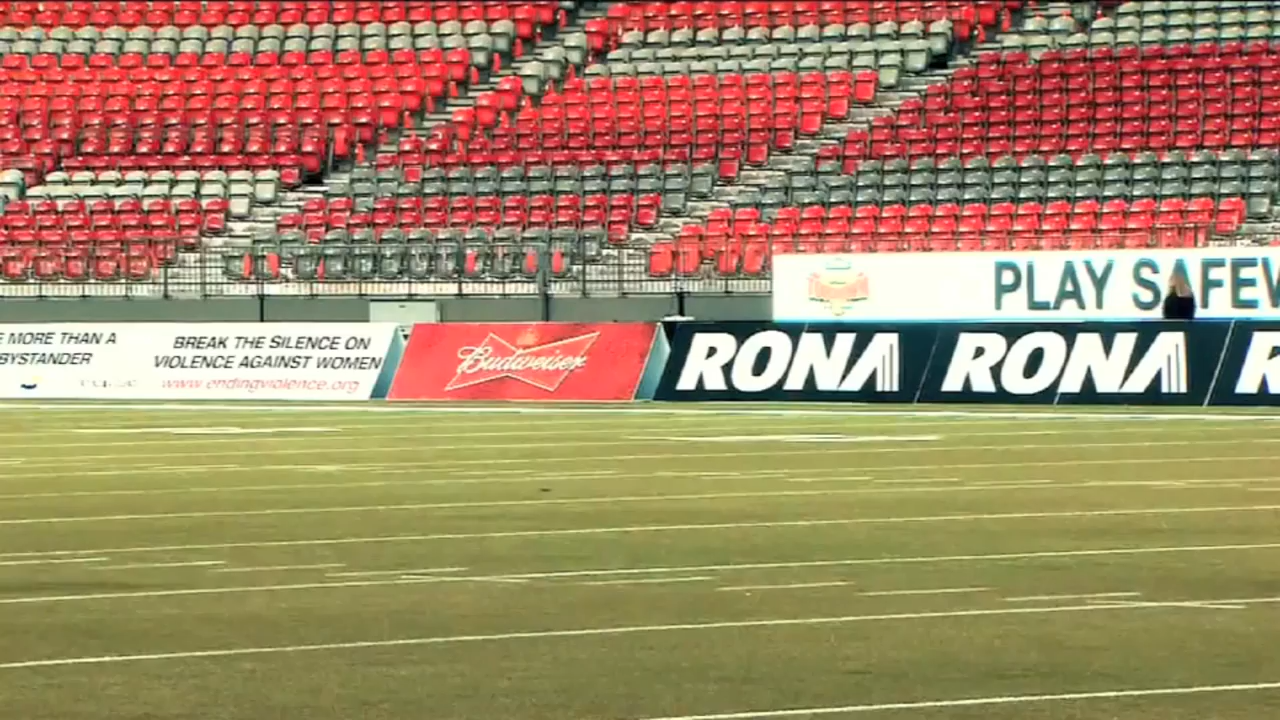 PLAY SAFEW
E MORE THAN A
BYSTANDER
BREAK THE SILENCE ON
VIOLENCE AGAINST WOMEN
www.endingviolence.org
Budweiser
RONA
RONA
R